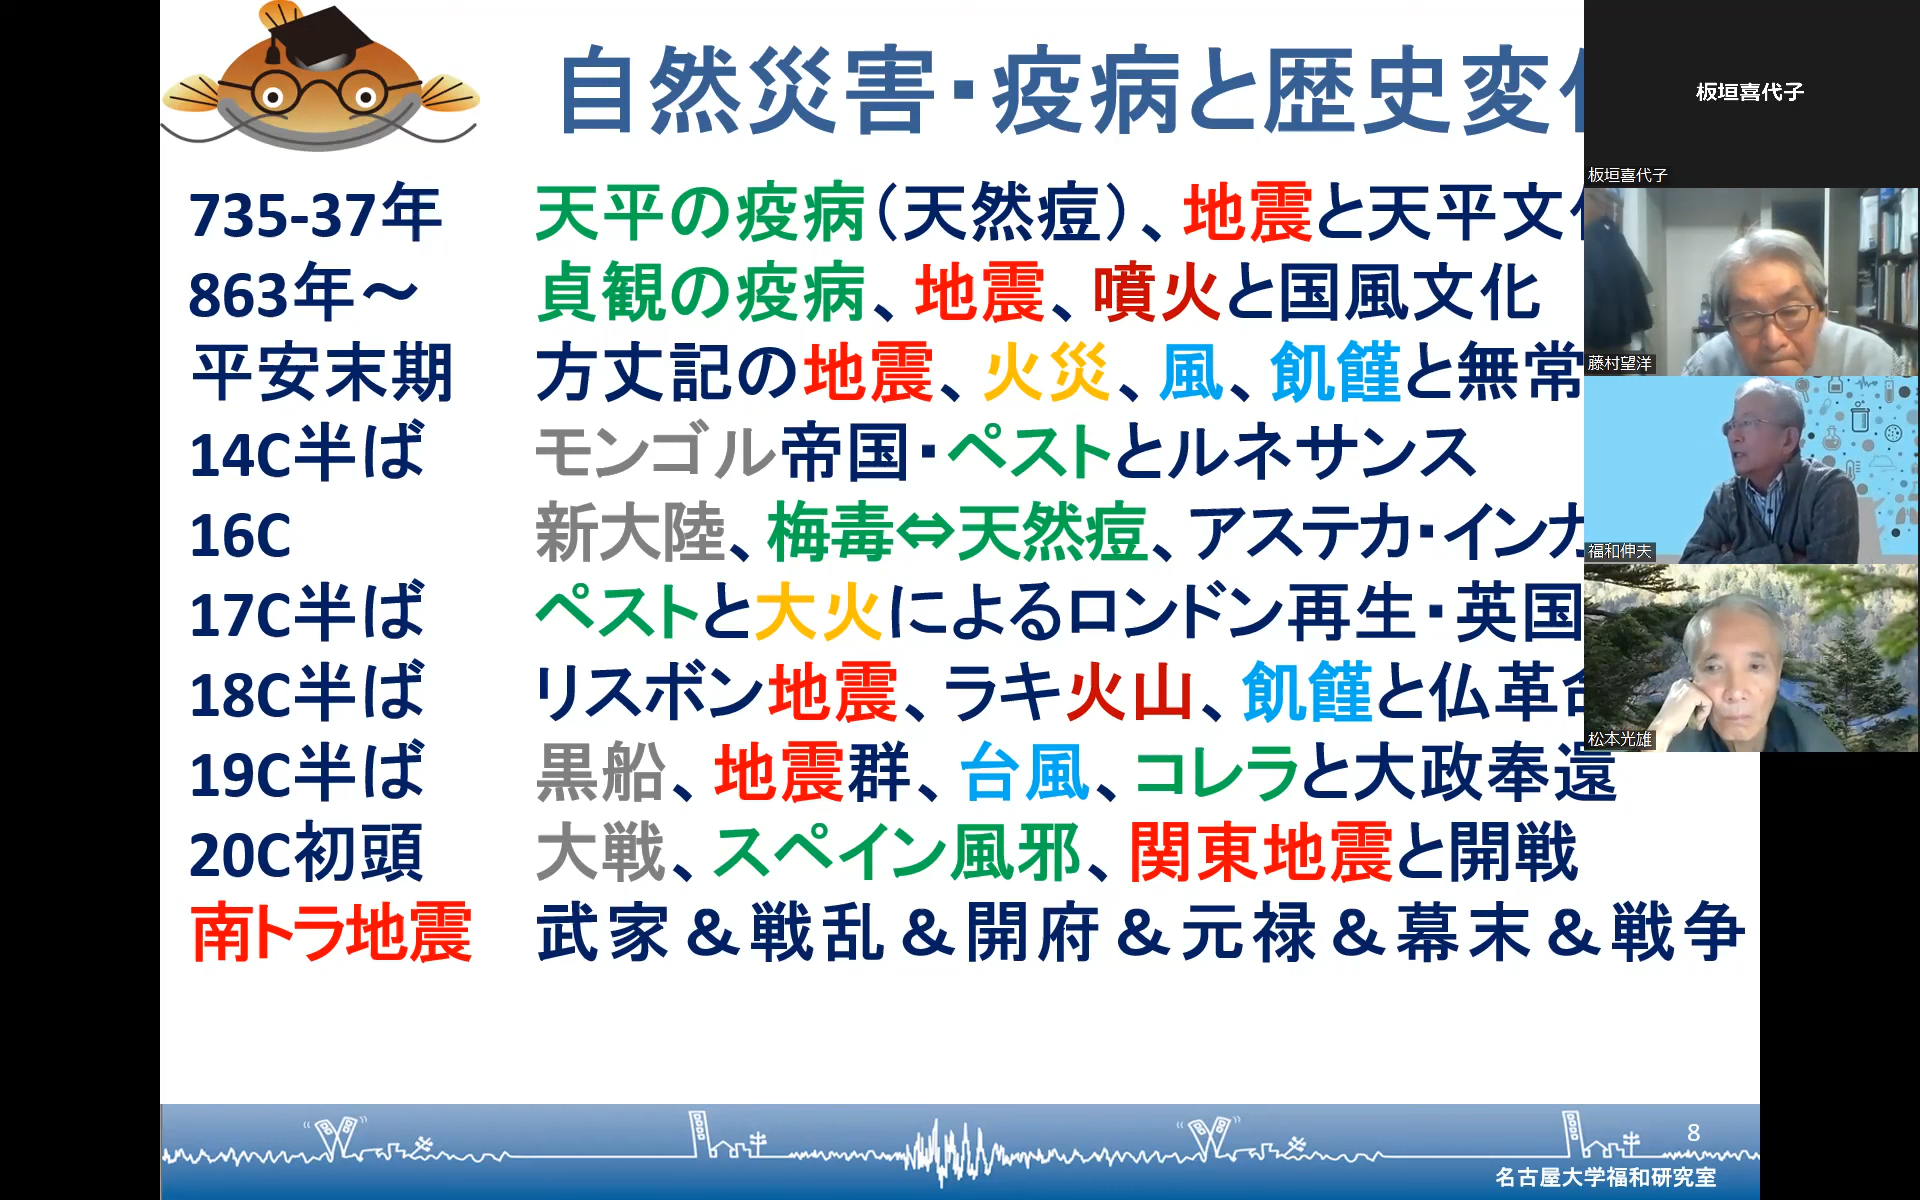 自然災害・疫病と歴史変
735-37年 天平の疫病(天然痘)、地震と天平文
863年～ 貞観の疫病、地震、噴火と国風文化
平安末期 方丈記の地震、火災、風、飢饉と無常
14C半ば モンゴル帝国・ペストとルネサンス
16C 新大陸、梅毒⇔天然痘、アステカ・インカ
17C半ば ペストと大火によるロンドン再生・英国
18C半ば リスボン地震、ラキ火山、飢饉と仏革
19C半ば 黒船、地震群、台風、コレラと大政奉還
20C初頭 大戦、スペイン風邪、関東地震と開戦
南トラ地震 武家&戦乱&開府&元禄&幕末&戦争
8
名古屋大学福和研究室
板垣喜代子
板垣喜代子
藤村望洋
福和伸夫
松本光雄